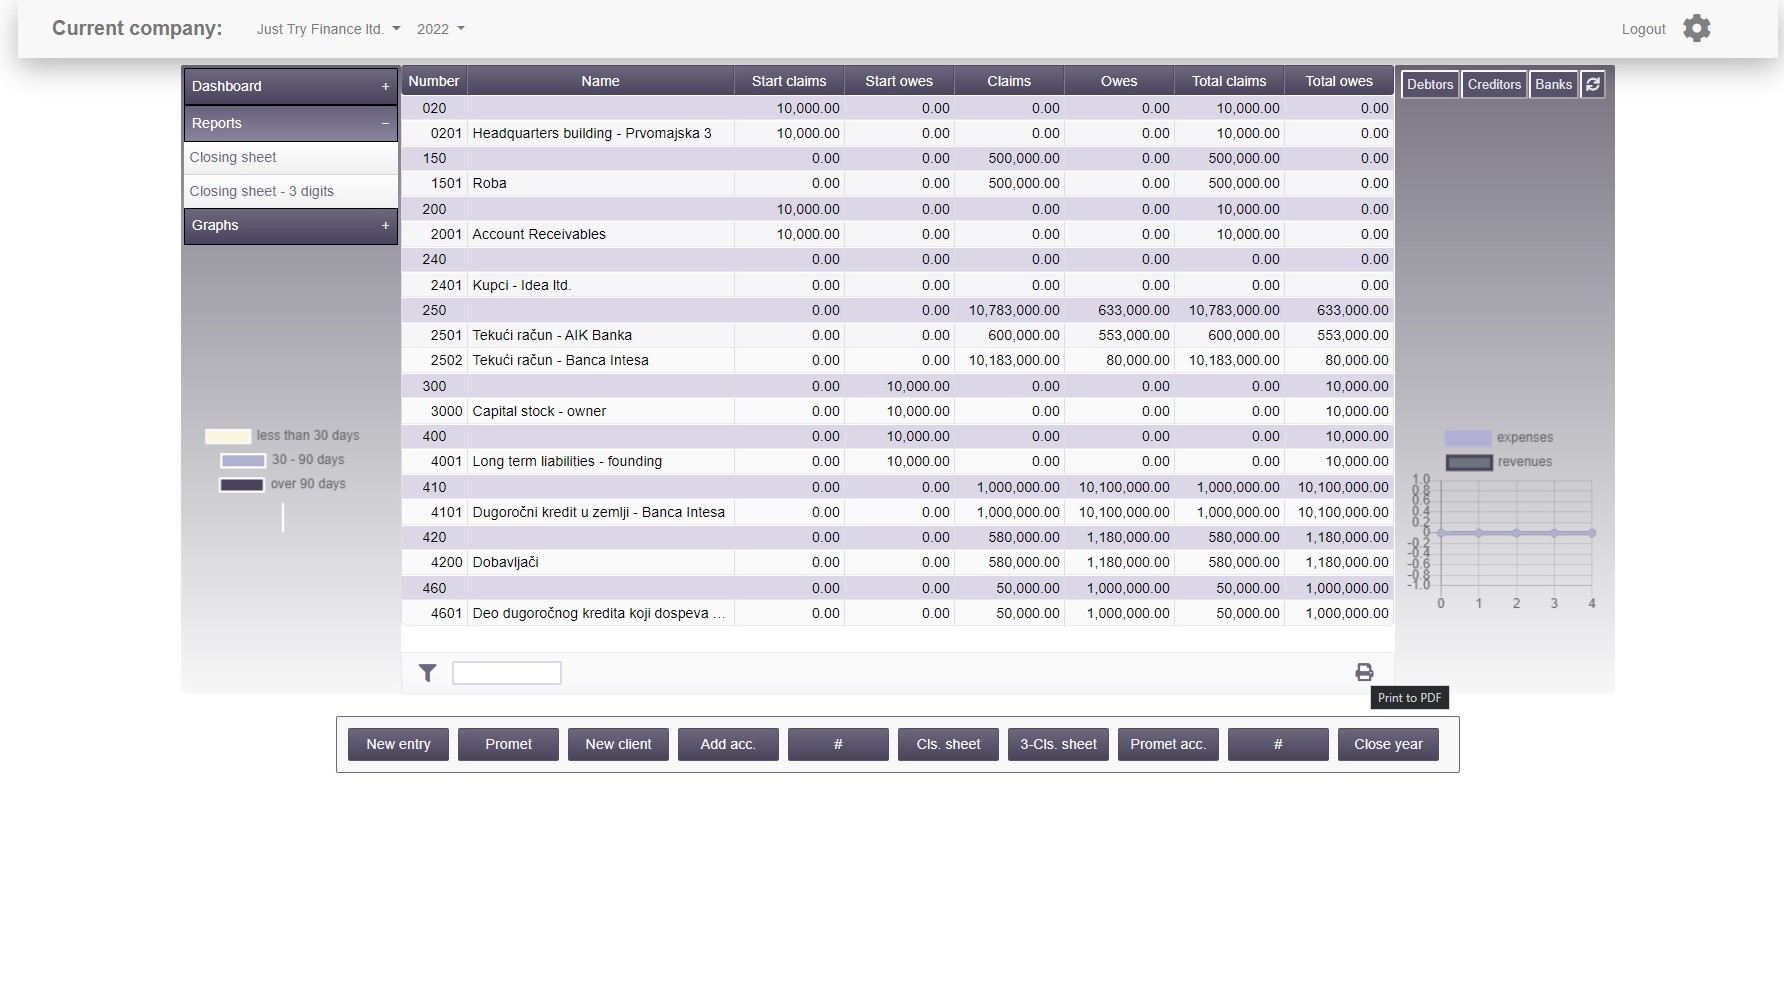 Current company: Just Try Finance ltd. 2022 Logout
Dashboard +
Reports –
Closing sheet
Closing sheet - 3 digits
Graphs +
less than 30 days
30 - 90 days
over 90 days
Number Name Start claims Start owes Claims Owes Total claims Total owes
020 10,000.00 0.00 0.00 0.00 10,000.00 0.00
0201 Headquarters building - Prvomajska 3 10,000.00 0.00 0.00 0.00 10,000.00 0.00
150 0.00 0.00 500,000.00 0.00 500,000.00 0.00
1501 Roba 0.00 0.00 500,000.00 0.00 500,000.00 0.00
200 10,000.00 0.00 0.00 0.00 10,000.00 0.00
2001 Account Receivables 10,000.00 0.00 0.00 0.00 10,000.00 0.00
240 0.00 0.00 0.00 0.00 0.00 0.00
2401 Kupci - Idea ltd. 0.00 0.00 0.00 0.00 0.00 0.00
250 0.00 0.00 10,783,000.00 633,000.00 10,783,000.00 633,000.00
2501 Tekući račun - AIK Banka 0.00 0.00 600,000.00 553,000.00 600,000.00 553,000.00
2502 Tekući račun - Banca Intesa 0.00 0.00 10,183,000.00 80,000.00 10,183,000.00 80,000.00
300 0.00 10,000.00 0.00 0.00 0.00 10,000.00
3000 Capital stock - owner 0.00 10,000.00 0.00 0.00 0.00 10,000.00
400 0.00 10,000.00 0.00 0.00 0.00 10,000.00
4001 Long term liabilities - founding 0.00 10,000.00 0.00 0.00 0.00 10,000.00
410 0.00 0.00 1,000,000.00 10,100,000.00 1,000,000.00 10,100,000.00
4101 Dugoročni kredit u zemlji - Banca Intesa 0.00 0.00 1,000,000.00 10,100,000.00 1,000,000.00 10,100,000.00
420 0.00 0.00 580,000.00 1,180,000.00 580,000.00 1,180,000.00
4200 Dobavljači 0.00 0.00 580,000.00 1,180,000.00 580,000.00 1,180,000.00
460 0.00 0.00 50,000.00 1,000,000.00 50,000.00 1,000,000.00
4601 Deo dugoročnog kredita koji dospeva ... 0.00 0.00 50,000.00 1,000,000.00 50,000.00 1,000,000.00
Debtors Creditors Banks
expenses
revenues
1.0
0.8
0.6
0.4
0.2
0
-0.2
-0.4
-0.6
-0.8
-1.0
0 1 2 3 4
Print to PDF
New entry Promet New client Add acc. # Cls. sheet 3-Cls. sheet Promet acc. # Close year